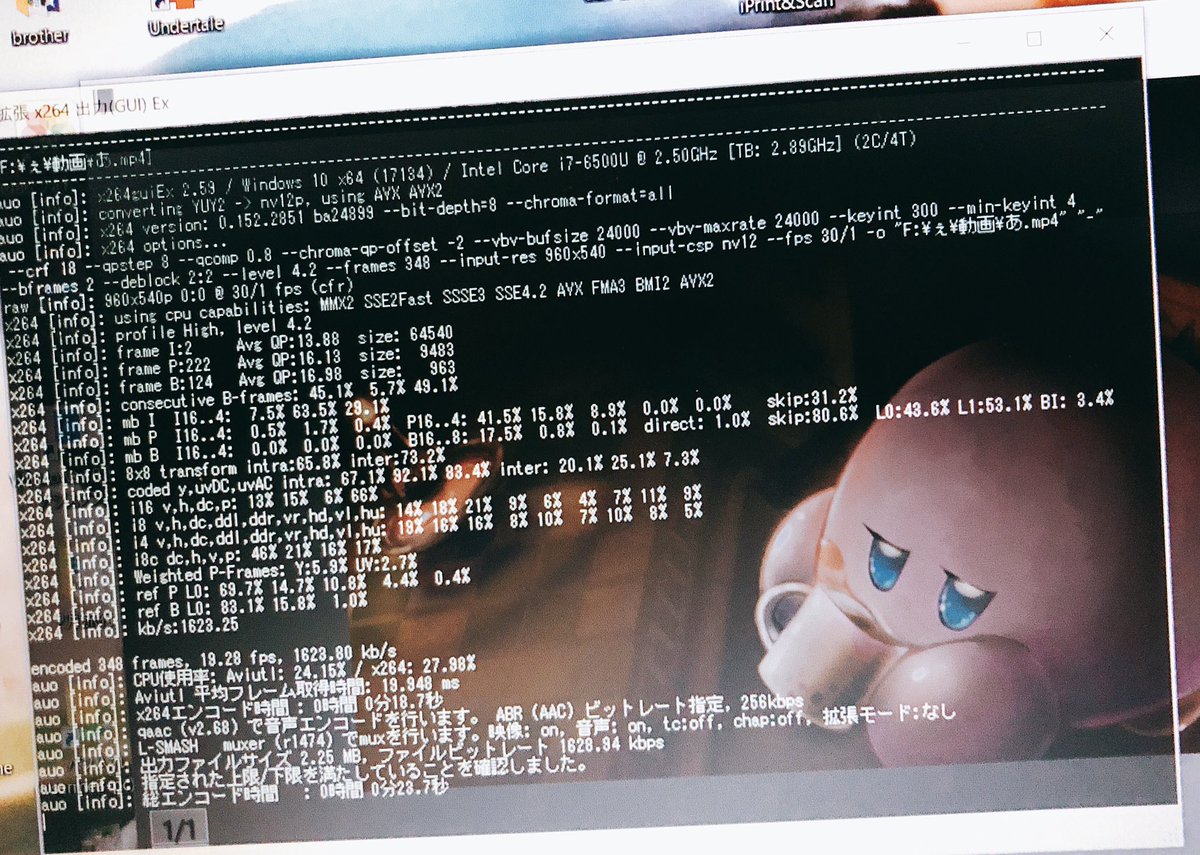 brother
Undertale
iPrint&Scan
拡張 x264 出力(GUI) Ex
F:¥ぇ¥動画¥あ.mp4]
auo [info]: x264guiEx 2.59 / Windows 10 x64 (17134) / Intel Core i7-6500U @ 2.50GHz [TB: 2.89GHz] (2C/4T)
auo [info]: converting YUY2 -> nv12p, using AVX AVX2
auo [info]: x264 version: 0.152.2851 ba24899 --bit-depth=8 --chroma-format=all
auo [info]: x264 options...
--crf 18 --qpstep 8 --qcomp 0.8 --chroma-qp-offset -2 --vbv-bufsize 24000 --vbv-maxrate 24000 --keyint 300 --min-keyint 4
--bframes 2 --deblock 2:2 --level 4.2 --frames 348 --input-res 960x540 --input-csp nv12 --fps 30/1 -o "F:¥ぇ¥動画¥あ.mp4" "-"
raw [info]: 960x540p 0:0 @ 30/1 fps (cfr)
x264 [info]: using cpu capabilities: MMX2 SSE2Fast SSSE3 SSE4.2 AVX FMA3 BMI2 AVX2
x264 [info]: profile High, level 4.2
x264 [info]: frame I:2 Avg QP:13.88 size: 64540
x264 [info]: frame P:222 Avg QP:16.13 size: 9483
x264 [info]: frame B:124 Avg QP:16.98 size: 963
x264 [info]: consecutive B-frames: 45.1% 5.7% 49.1%
x264 [info]: mb I I16..4: 7.5% 63.5% 29.1%
x264 [info]: mb P I16..4: 0.5% 1.7% 0.4% P16..4: 41.5% 15.8% 8.9% 0.0% 0.0% skip:31.2%
x264 [info]: mb B I16..4: 0.0% 0.0% 0.0% B16..8: 17.5% 0.8% 0.1% direct: 1.0% skip:80.6% L0:43.6% L1:53.1% BI: 3.4%
x264 [info]: 8x8 transform intra:65.8% inter:73.2%
x264 [info]: coded y,uvDC,uvAC intra: 67.1% 92.1% 83.4% inter: 20.1% 25.1% 7.3%
x264 [info]: i16 v,h,dc,p: 13% 15% 6% 66%
x264 [info]: i8 v,h,dc,ddl,ddr,vr,hd,vl,hu: 14% 18% 21% 9% 6% 4% 7% 11% 9%
x264 [info]: i4 v,h,dc,ddl,ddr,vr,hd,vl,hu: 19% 16% 16% 8% 10% 7% 10% 8% 5%
x264 [info]: i8c dc,h,v,p: 46% 21% 16% 17%
x264 [info]: Weighted P-Frames: Y:5.9% UV:2.7%
x264 [info]: ref P L0: 69.7% 14.7% 10.8% 4.4% 0.4%
x264 [info]: ref B L0: 83.1% 15.8% 1.0%
x264 [info]: kb/s:1623.25
encoded 348 frames, 19.28 fps, 1623.80 kb/s
auo [info]: CPU使用率: Aviutl: 24.15% / x264: 27.98%
auo [info]: Aviutl 平均フレーム取得時間: 19.948 ms
auo [info]: x264エンコード時間 : 0時間 0分18.7秒
auo [info]: qaac (v2.68) で音声エンコードを行います。 ABR (AAC) ビットレート指定, 256kbps
auo [info]: L-SMASH muxer (r1474) でmuxを行います。映像: on, 音声: on, tc:off, chap:off, 拡張モード:なし
auo [info]: 出力ファイルサイズ 2.25 MB, ファイルビットレート 1628.94 kbps
auo [info]: 指定された上限/下限を満たしていることを確認しました。
auo [info]: 総エンコード時間 : 0時間 0分23.7秒
1/1